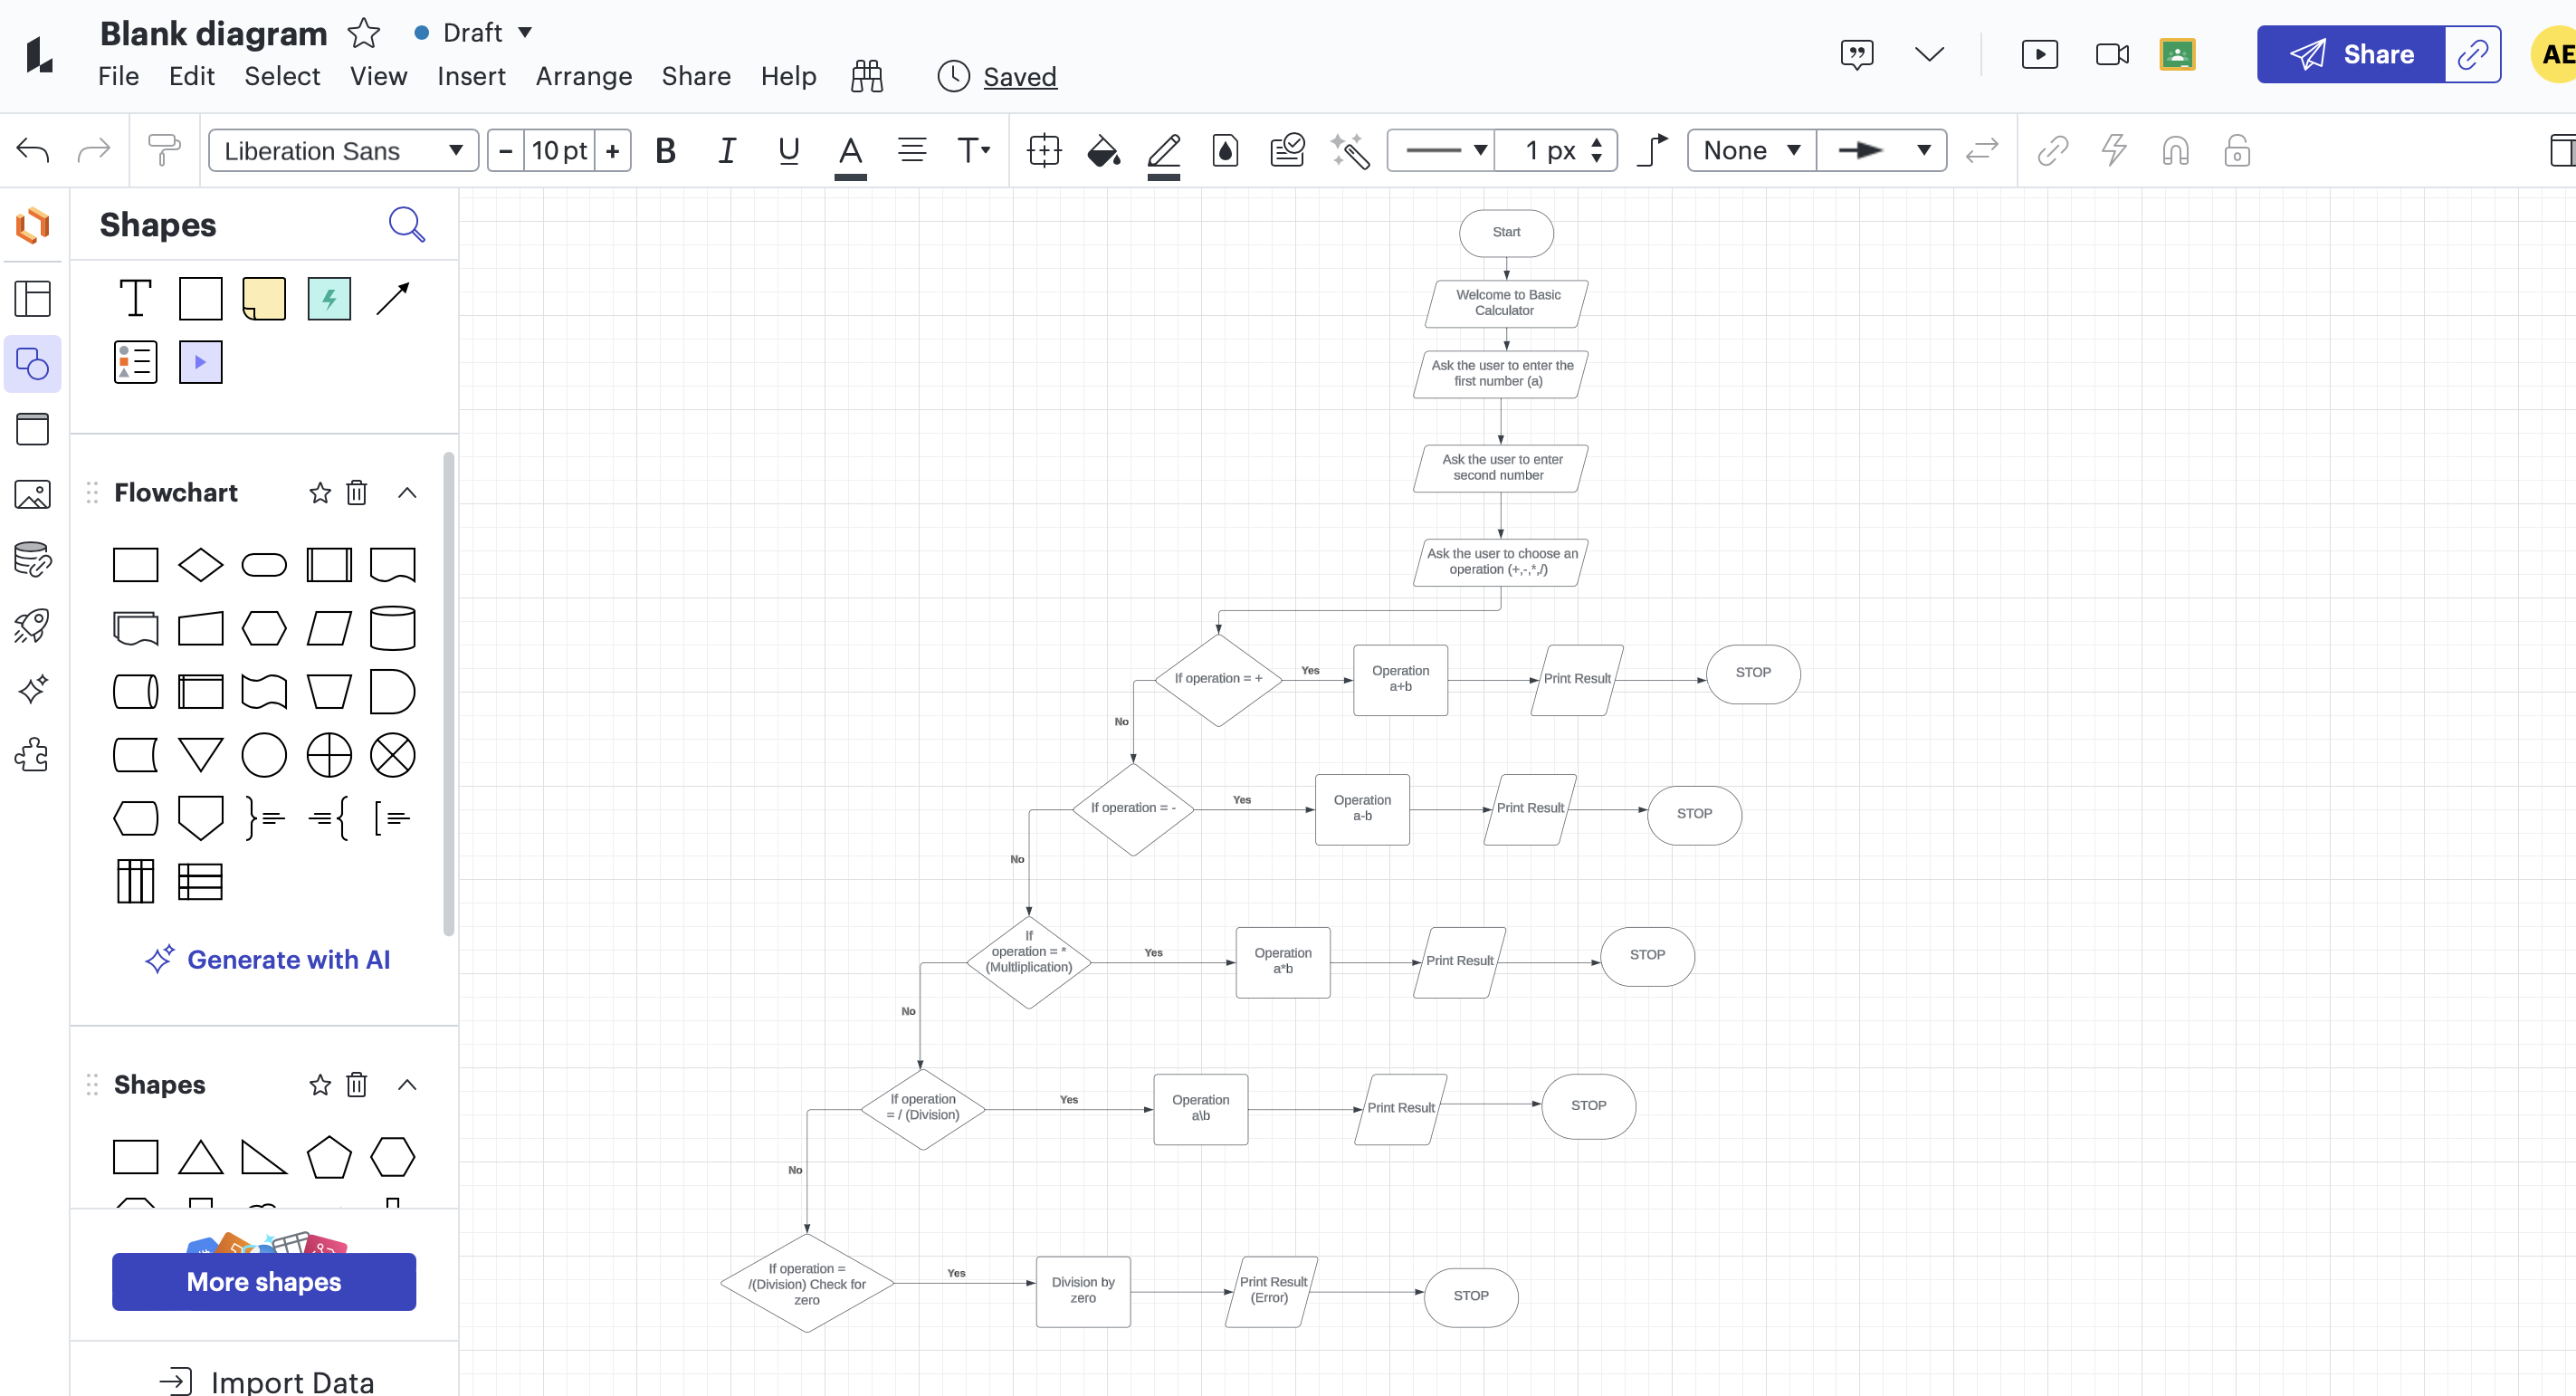 Blank diagram
Draft
File Edit Select View Insert Arrange Share Help Saved
Share
AE
Liberation Sans
- 10 pt +
B I U A T
1 px
None
Shapes
T
Flowchart
Generate with AI
Shapes
More shapes
Import Data
Start
Welcome to Basic
Calculator
Ask the user to enter the
first number (a)
Ask the user to enter
second number
Ask the user to choose an
operation (+,-,*,/)
If operation = +
Yes
Operation
a+b
Print Result
STOP
No
If operation = -
Yes
Operation
a-b
Print Result
STOP
No
If
operation = *
(Multliplication)
Yes
Operation
a*b
Print Result
STOP
No
If operation
= / (Division)
Yes
Operation
a\b
Print Result
STOP
No
If operation =
/(Division) Check for
zero
Yes
Division by
zero
Print Result
(Error)
STOP